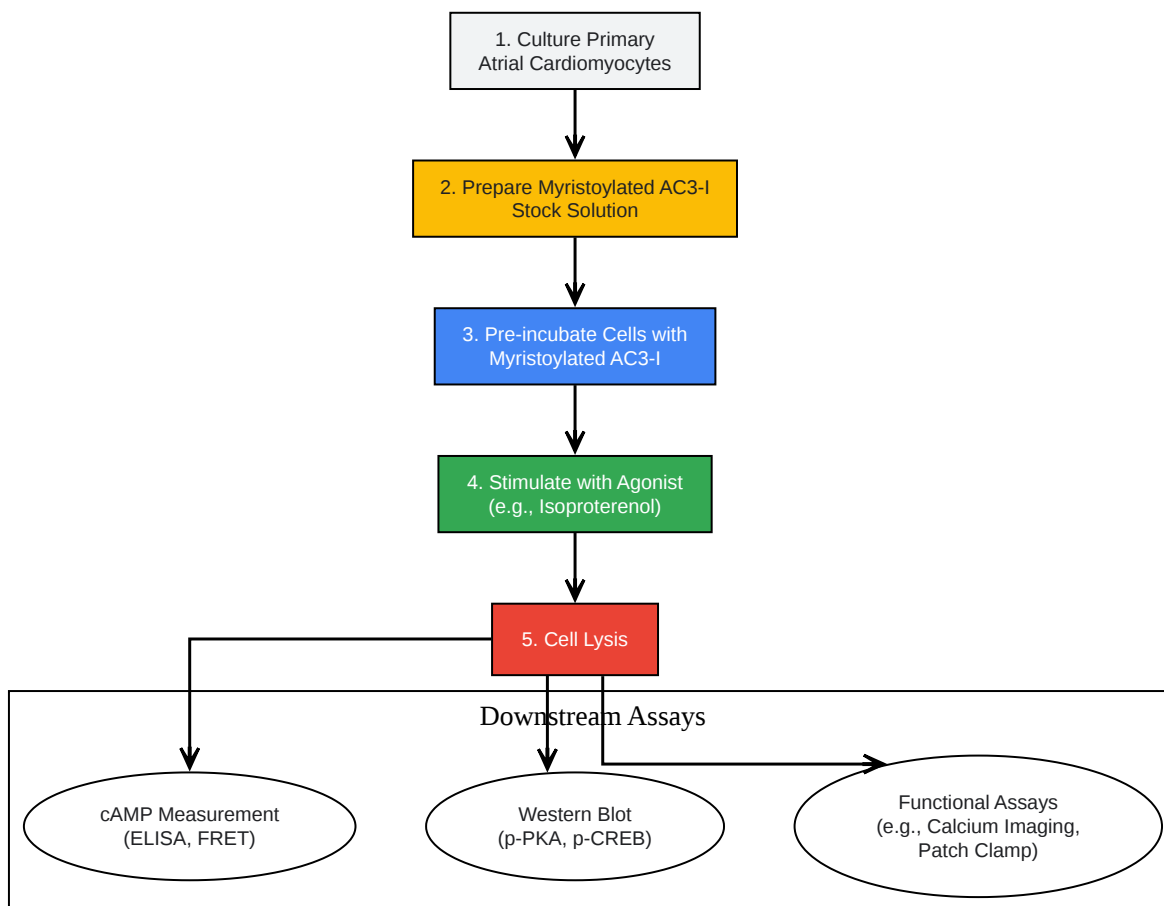 1. Culture Primary
Atrial Cardiomyocytes
2. Prepare Myristoylated AC3-I
Stock Solution
3. Pre-incubate Cells with
Myristoylated AC3-I
4. Stimulate with Agonist
(e.g., Isoproterenol)
5. Cell Lysis
Downstream Assays
cAMP Measurement
(ELISA, FRET)
Western Blot
(p-PKA, p-CREB)
Functional Assays
(e.g., Calcium Imaging,
Patch Clamp)